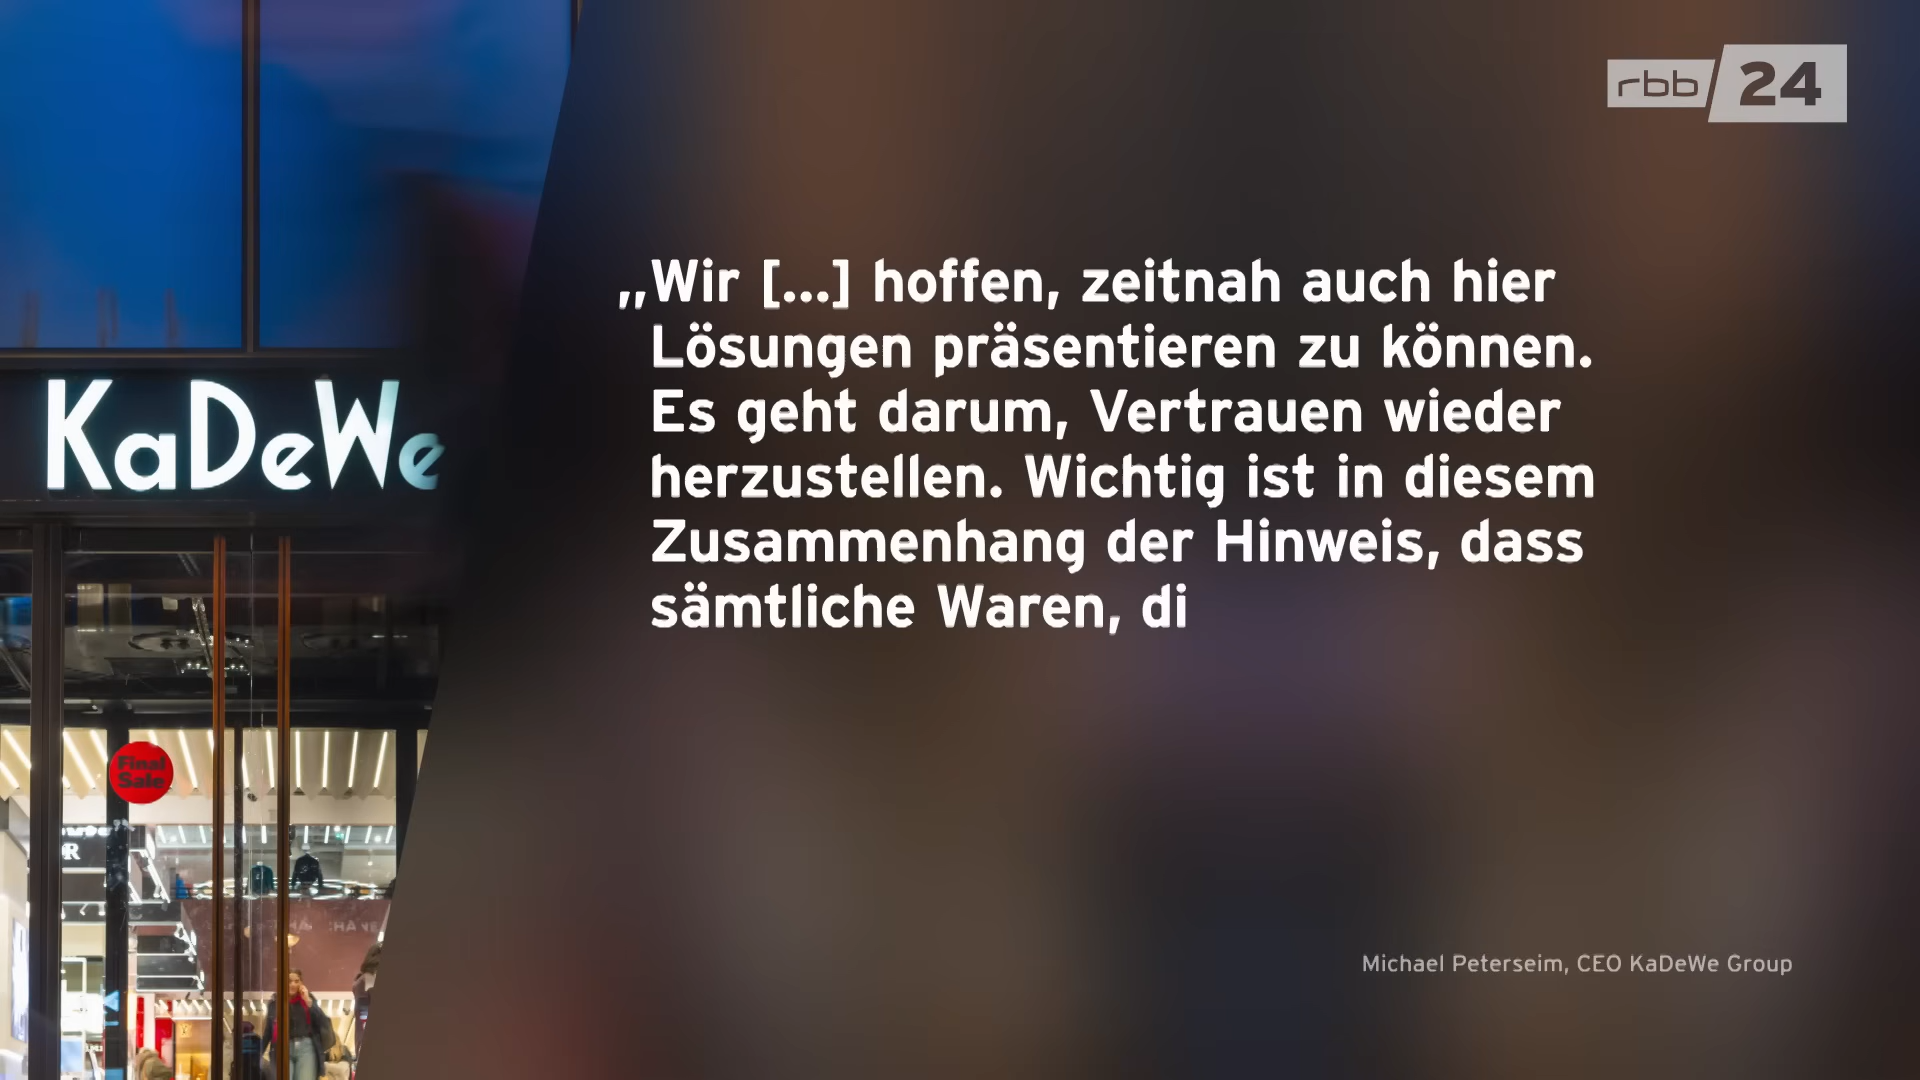 rbb 24
„Wir [...] hoffen, zeitnah auch hier
Lösungen präsentieren zu können.
Es geht darum, Vertrauen wieder
herzustellen. Wichtig ist in diesem
Zusammenhang der Hinweis, dass
sämtliche Waren, di
KaDeWe
Final
Sale
Michael Peterseim, CEO KaDeWe Group